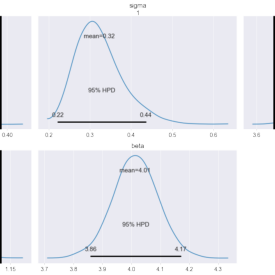 sigma
1
mean=0.32
95% HPD
0.22 0.44
0.40 0.2 0.3 0.4 0.5 0.6 3.6
beta
mean=4.01
95% HPD
3.86 4.17
1.15 3.7 3.8 3.9 4.0 4.1 4.2 4.3